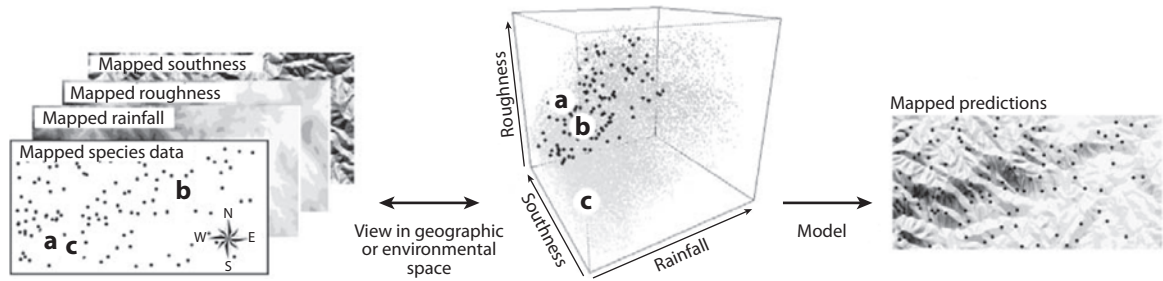 Mapped southness
Mapped roughness
Mapped rainfall
Mapped species data
b
a c
N
W E
S
View in geographic
or environmental
space
Roughness
a
b
c
Southness
Rainfall
Model
Mapped predictions